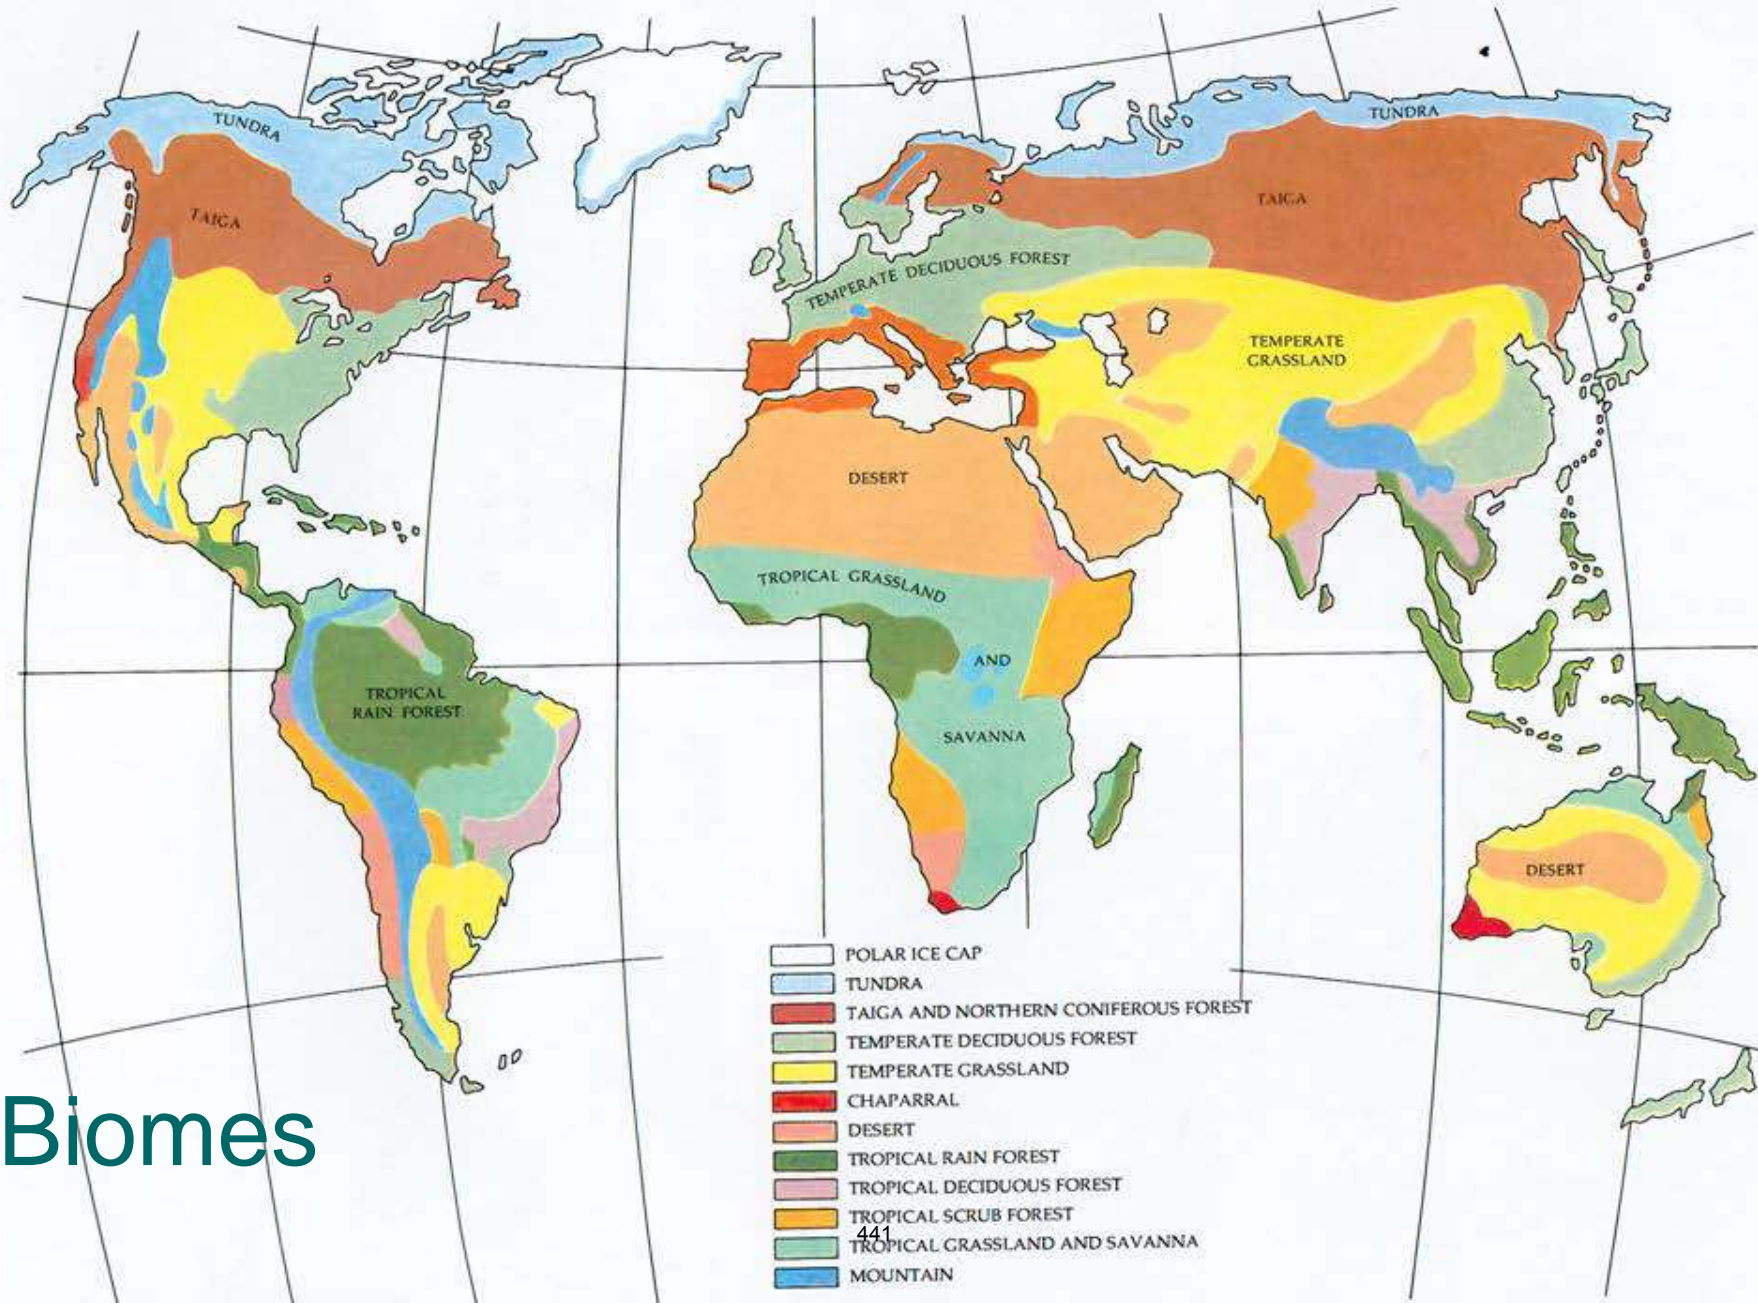 TUNDRA
TUNDRA
TAIGA
TAIGA
TEMPERATE DECIDUOUS FOREST
TEMPERATE
GRASSLAND
DESERT
TROPICAL GRASSLAND
AND
SAVANNA
TROPICAL
RAIN FOREST
DESERT
POLAR ICE CAP
TUNDRA
TAIGA AND NORTHERN CONIFEROUS FOREST
TEMPERATE DECIDUOUS FOREST
TEMPERATE GRASSLAND
CHAPARRAL
DESERT
TROPICAL RAIN FOREST
TROPICAL DECIDUOUS FOREST
TROPICAL SCRUB FOREST
TROPICAL GRASSLAND AND SAVANNA
MOUNTAIN
Biomes
441